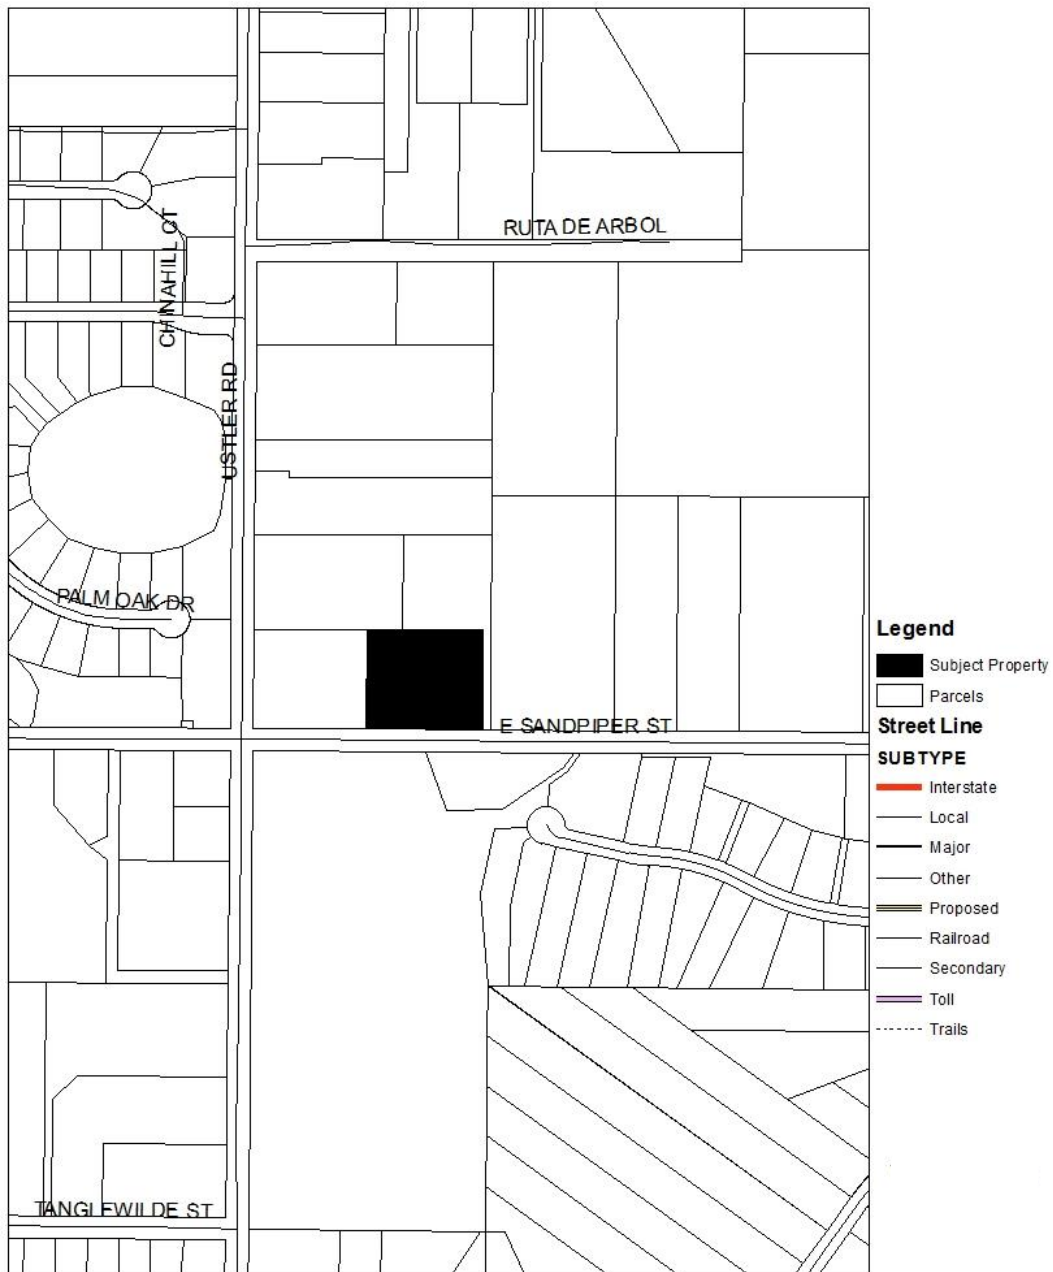 RUTA DE ARBOL
CHINAHILL CT
USTLER RD
PALM OAK DR
E SANDPIPER ST
TANGLEWILDE ST
Legend
Subject Property
Parcels
Street Line
SUBTYPE
Interstate
Local
Major
Other
Proposed
Railroad
Secondary
Toll
Trails